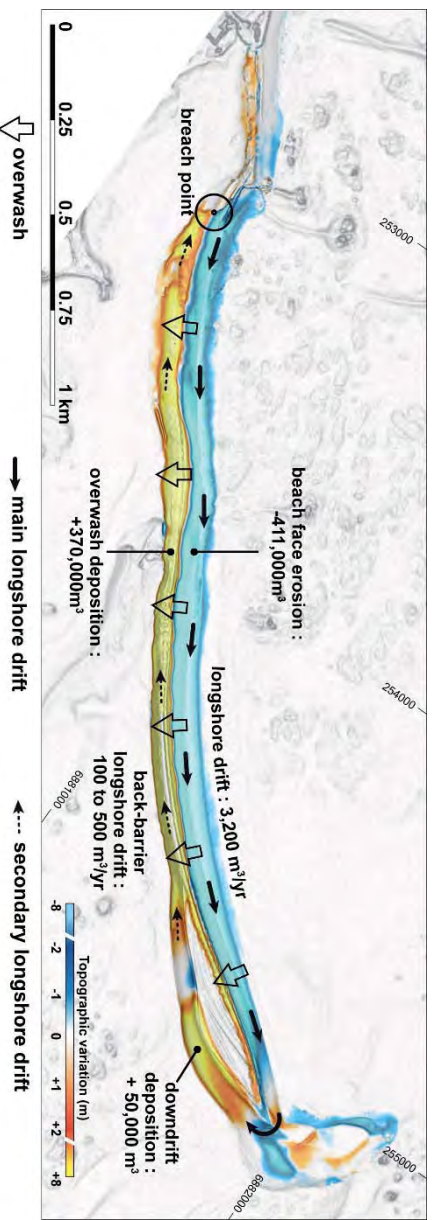 253000
254000
255000
6881000
6882000
breach point
beach face erosion :
-411,000m³
longshore drift : 3,200 m³/yr
overwash deposition :
+370,000m³
back-barrier
longshore drift :
100 to 500 m³/yr
downdrift
deposition :
+ 50,000 m³
0 0.25 0.5 0.75 1 km
-8 -2 -1 0 +1 +2 +8
Topographic variation (m)
overwash
main longshore drift
secondary longshore drift